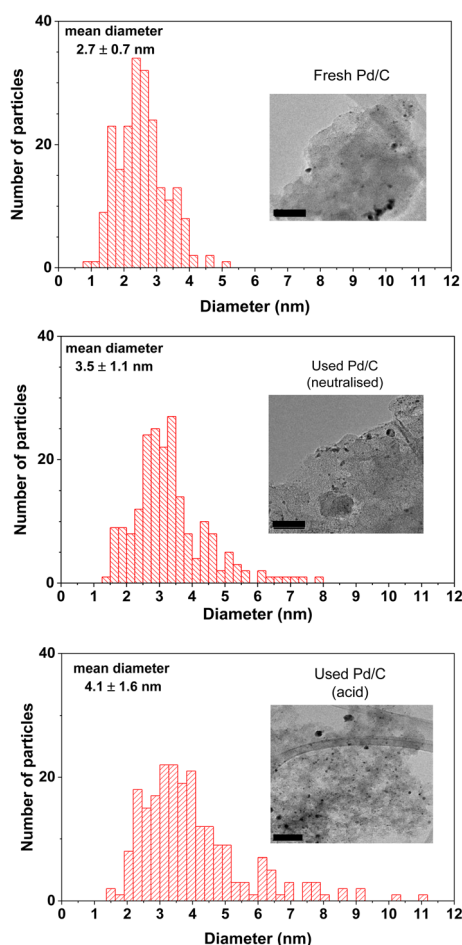 mean diameter
2.7 ± 0.7 nm
Fresh Pd/C
Number of particles
40
20
0
0 1 2 3 4 5 6 7 8 9 10 11 12
Diameter (nm)
mean diameter
3.5 ± 1.1 nm
Used Pd/C
(neutralised)
Number of particles
40
20
0
0 1 2 3 4 5 6 7 8 9 10 11 12
Diameter (nm)
mean diameter
4.1 ± 1.6 nm
Used Pd/C
(acid)
Number of particles
40
20
0
0 1 2 3 4 5 6 7 8 9 10 11 12
Diameter (nm)